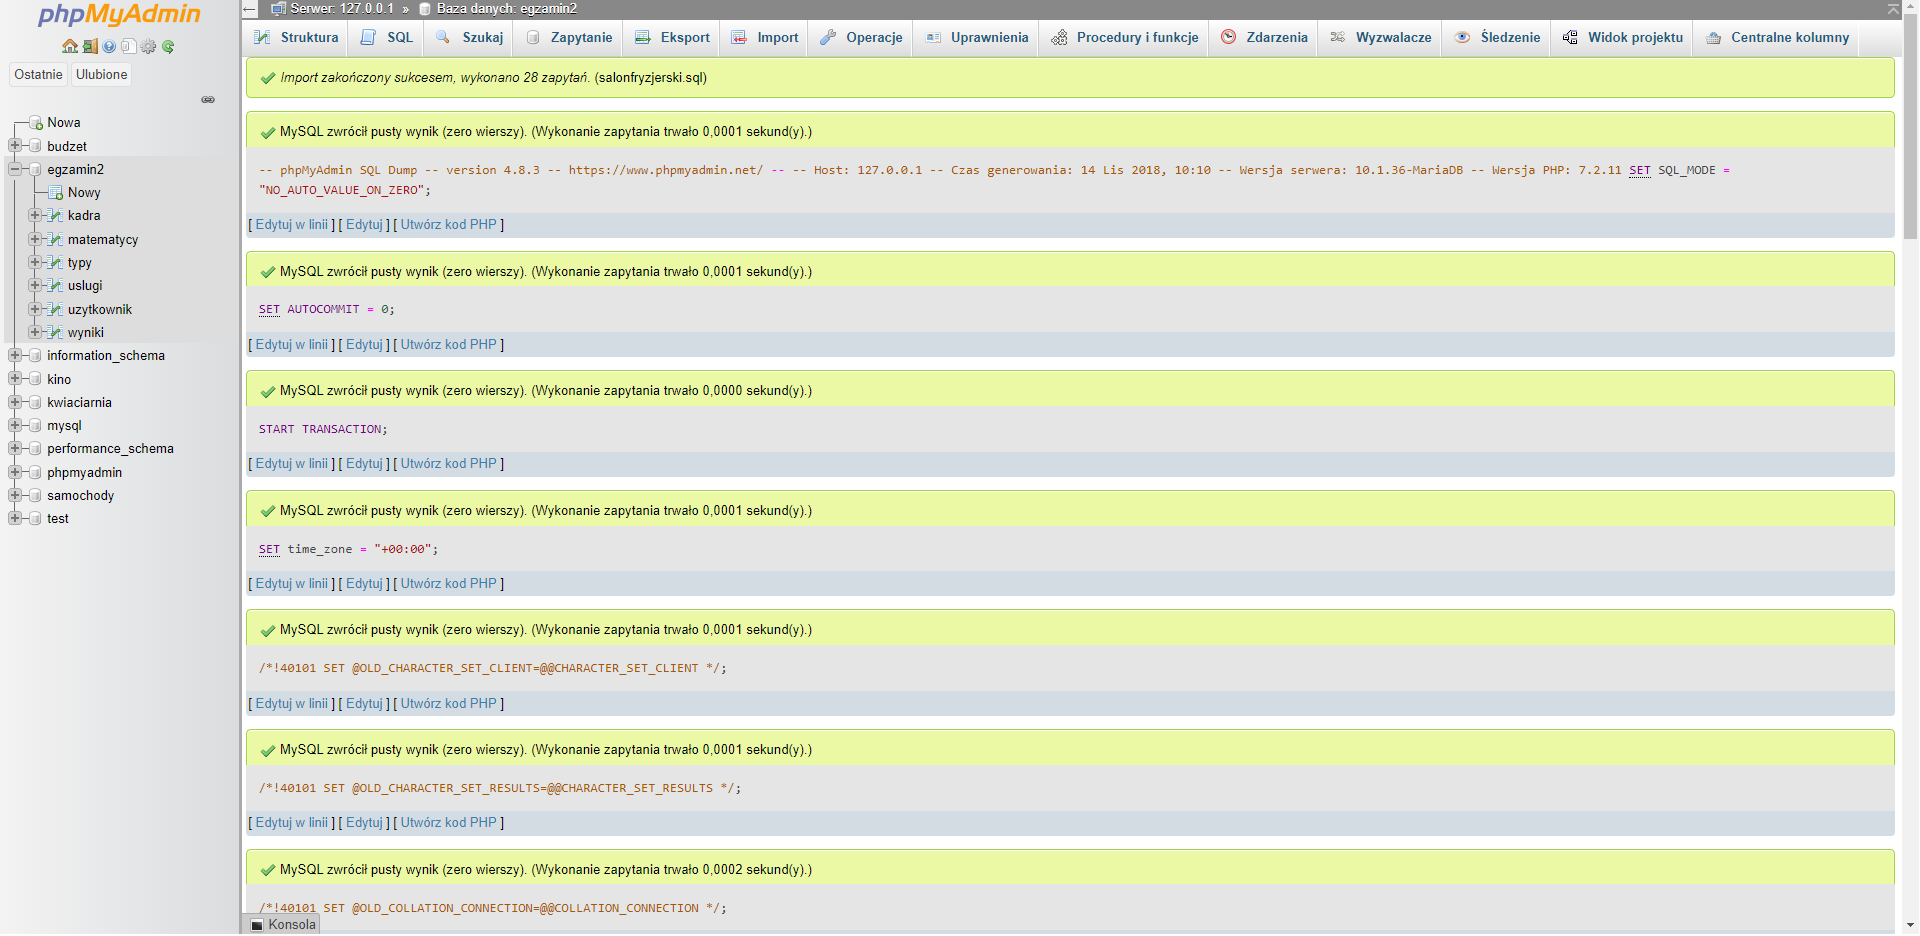 phpMyAdmin
Ostatnie Ulubione
Nowa
budzet
egzamin2
Nowy
kadra
matematycy
typy
uslugi
uzytkownik
wyniki
information_schema
kino
kwiaciarnia
mysql
performance_schema
phpmyadmin
samochody
test
Serwer: 127.0.0.1 » Baza danych: egzamin2
Struktura SQL Szukaj Zapytanie Eksport Import Operacje Uprawnienia Procedury i funkcje Zdarzenia Wyzwalacze Śledzenie Widok projektu Centralne kolumny
Import zakończony sukcesem, wykonano 28 zapytań. (salonfryzjerski.sql)
MySQL zwrócił pusty wynik (zero wierszy). (Wykonanie zapytania trwało 0,0001 sekund(y).)
-- phpMyAdmin SQL Dump -- version 4.8.3 -- https://www.phpmyadmin.net/ -- -- Host: 127.0.0.1 -- Czas generowania: 14 Lis 2018, 10:10 -- Wersja serwera: 10.1.36-MariaDB -- Wersja PHP: 7.2.11 SET SQL_MODE =
"NO_AUTO_VALUE_ON_ZERO";
[ Edytuj w linii ] [ Edytuj ] [ Utwórz kod PHP ]
MySQL zwrócił pusty wynik (zero wierszy). (Wykonanie zapytania trwało 0,0001 sekund(y).)
SET AUTOCOMMIT = 0;
[ Edytuj w linii ] [ Edytuj ] [ Utwórz kod PHP ]
MySQL zwrócił pusty wynik (zero wierszy). (Wykonanie zapytania trwało 0,0000 sekund(y).)
START TRANSACTION;
[ Edytuj w linii ] [ Edytuj ] [ Utwórz kod PHP ]
MySQL zwrócił pusty wynik (zero wierszy). (Wykonanie zapytania trwało 0,0001 sekund(y).)
SET time_zone = "+00:00";
[ Edytuj w linii ] [ Edytuj ] [ Utwórz kod PHP ]
MySQL zwrócił pusty wynik (zero wierszy). (Wykonanie zapytania trwało 0,0001 sekund(y).)
/*!40101 SET @OLD_CHARACTER_SET_CLIENT=@@CHARACTER_SET_CLIENT */;
[ Edytuj w linii ] [ Edytuj ] [ Utwórz kod PHP ]
MySQL zwrócił pusty wynik (zero wierszy). (Wykonanie zapytania trwało 0,0001 sekund(y).)
/*!40101 SET @OLD_CHARACTER_SET_RESULTS=@@CHARACTER_SET_RESULTS */;
[ Edytuj w linii ] [ Edytuj ] [ Utwórz kod PHP ]
MySQL zwrócił pusty wynik (zero wierszy). (Wykonanie zapytania trwało 0,0002 sekund(y).)
/*!40101 SET @OLD_COLLATION_CONNECTION=@@COLLATION_CONNECTION */;
Konsola